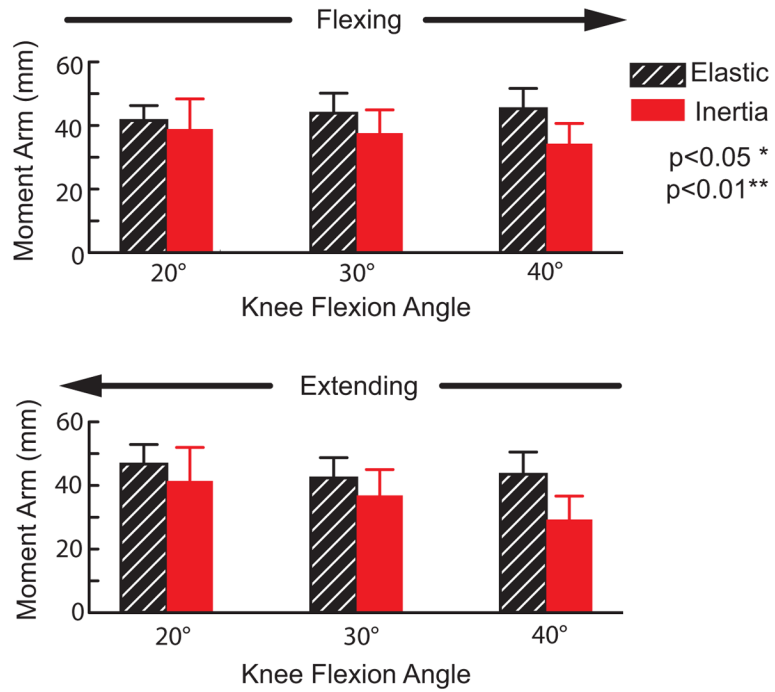 Flexing
Moment Arm (mm)
60
40
20
0
20° 30° 40°
Knee Flexion Angle
Elastic
Inertia
p<0.05 *
p<0.01**
Extending
Moment Arm (mm)
60
40
20
0
20° 30° 40°
Knee Flexion Angle